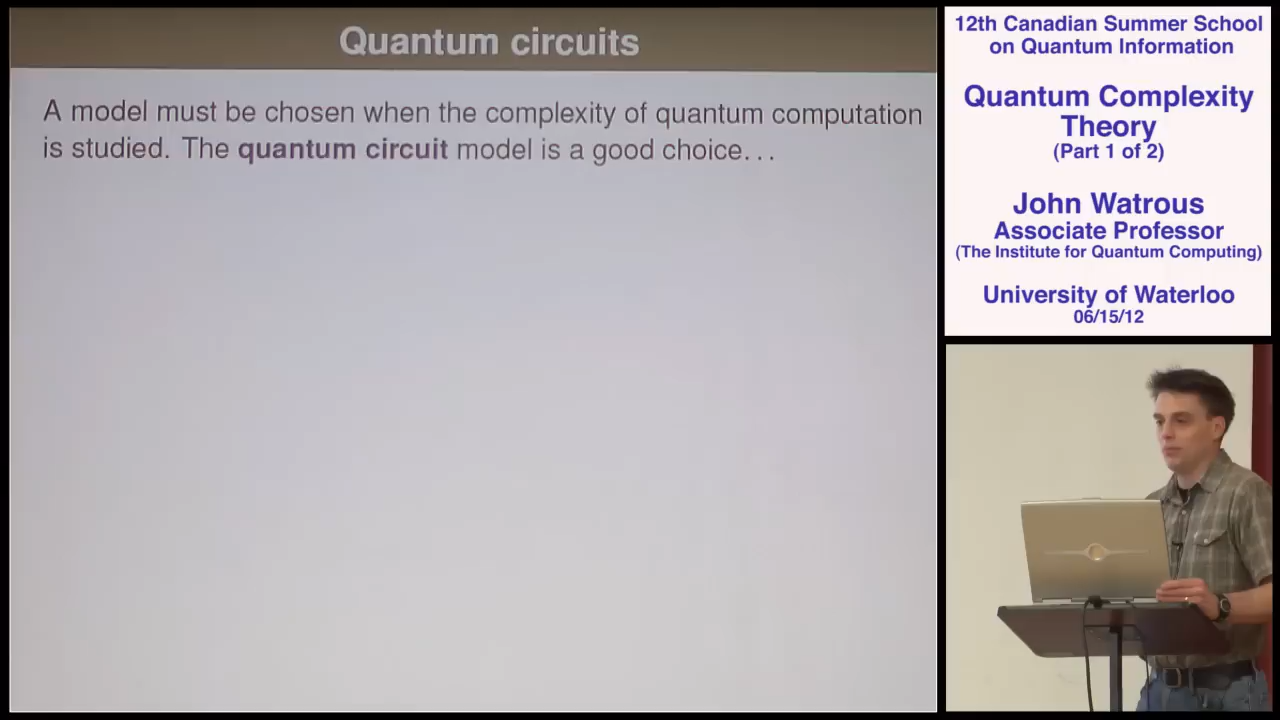 Quantum circuits
A model must be chosen when the complexity of quantum computation
is studied. The quantum circuit model is a good choice...
12th Canadian Summer School
on Quantum Information
Quantum Complexity
Theory
(Part 1 of 2)
John Watrous
Associate Professor
(The Institute for Quantum Computing)
University of Waterloo
06/15/12